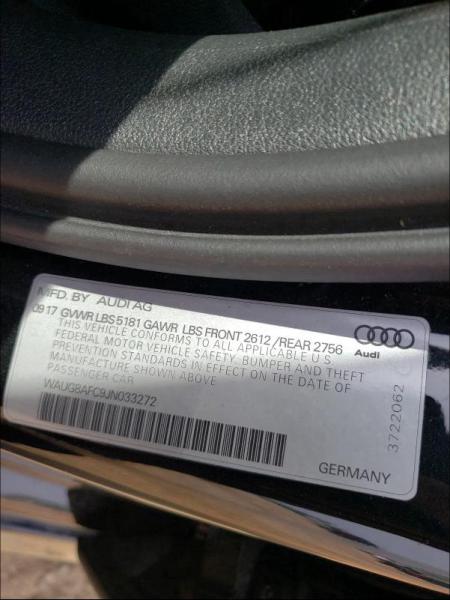 MFD. BY AUDI AG
0917 GVWR LBS 5181 GAWR LBS FRONT 2612 / REAR 2756
THIS VEHICLE CONFORMS TO ALL APPLICABLE U S
FEDERAL MOTOR VEHICLE SAFETY, BUMPER AND THEFT
PREVENTION STANDARDS IN EFFECT ON THE DATE OF
MANUFACTURE SHOWN ABOVE
PASSENGER CAR
WAUG8AFC9JN033272
Audi
3722062
GERMANY